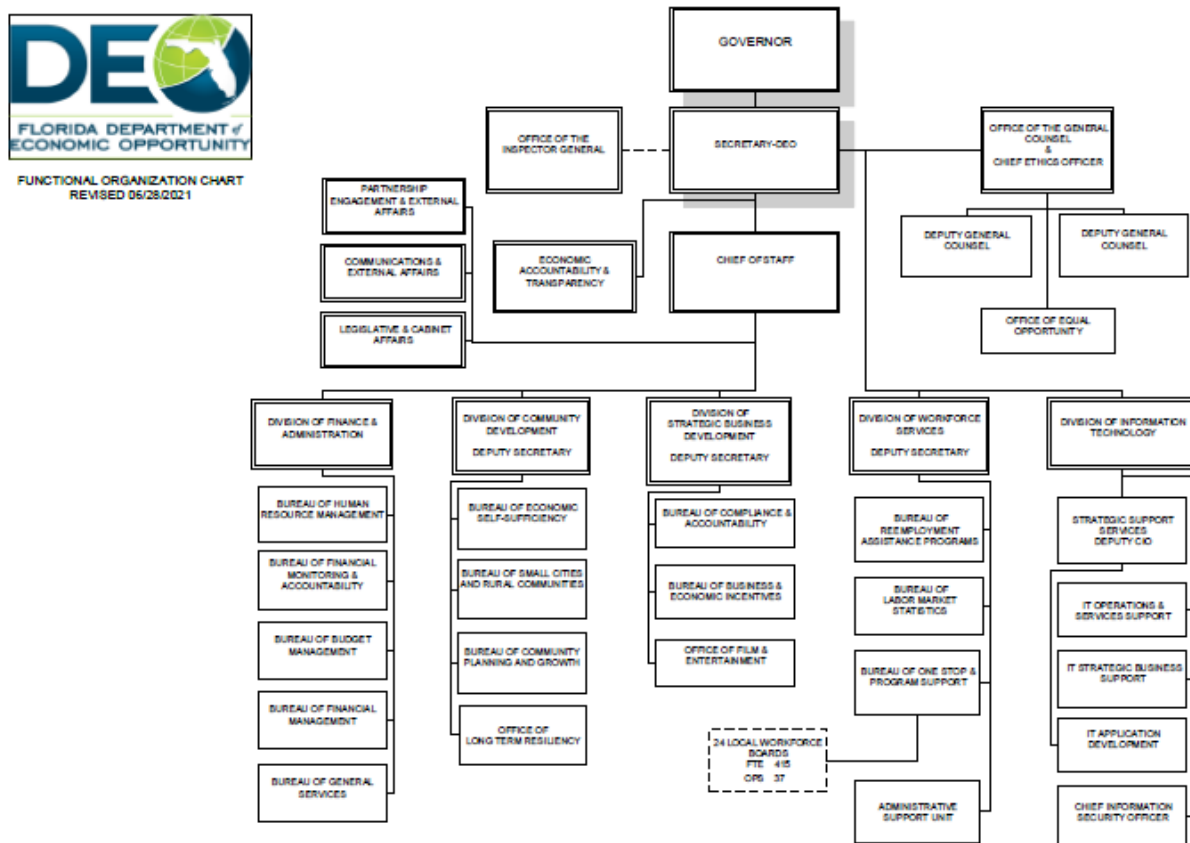 DEO
FLORIDA DEPARTMENT of
ECONOMIC OPPORTUNITY
FUNCTIONAL ORGANIZATION CHART
REVISED 06/28/2021
GOVERNOR
OFFICE OF THE
INSPECTOR GENERAL
SECRETARY-DEO
OFFICE OF THE GENERAL
COUNSEL
&
CHIEF ETHICS OFFICER
PARTNERSHIP
ENGAGEMENT & EXTERNAL
AFFAIRS
COMMUNICATIONS &
EXTERNAL AFFAIRS
LEGISLATIVE & CABINET
AFFAIRS
ECONOMIC
ACCOUNTABILITY &
TRANSPARENCY
CHIEF OF STAFF
DEPUTY GENERAL
COUNSEL
DEPUTY GENERAL
COUNSEL
OFFICE OF EQUAL
OPPORTUNITY
DIVISION OF FINANCE &
ADMINISTRATION
BUREAU OF HUMAN
RESOURCE MANAGEMENT
BUREAU OF FINANCIAL
MONITORING &
ACCOUNTABILITY
BUREAU OF BUDGET
MANAGEMENT
BUREAU OF FINANCIAL
MANAGEMENT
BUREAU OF GENERAL
SERVICES
DIVISION OF COMMUNITY
DEVELOPMENT
DEPUTY SECRETARY
BUREAU OF ECONOMIC
SELF-SUFFICIENCY
BUREAU OF SMALL CITIES
AND RURAL COMMUNITIES
BUREAU OF COMMUNITY
PLANNING AND GROWTH
OFFICE OF
LONG TERM RESILIENCY
DIVISION OF
STRATEGIC BUSINESS
DEVELOPMENT
DEPUTY SECRETARY
BUREAU OF COMPLIANCE &
ACCOUNTABILITY
BUREAU OF BUSINESS &
ECONOMIC INCENTIVES
OFFICE OF FILM &
ENTERTAINMENT
DIVISION OF WORKFORCE
SERVICES
DEPUTY SECRETARY
BUREAU OF
REEMPLOYMENT
ASSISTANCE PROGRAMS
BUREAU OF
LABOR MARKET
STATISTICS
BUREAU OF ONE STOP &
PROGRAM SUPPORT
24 LOCAL WORKFORCE
BOARDS
FTE 415
OPS 37
ADMINISTRATIVE
SUPPORT UNIT
DIVISION OF INFORMATION
TECHNOLOGY
STRATEGIC SUPPORT
SERVICES
DEPUTY CIO
IT OPERATIONS &
SERVICES SUPPORT
IT STRATEGIC BUSINESS
SUPPORT
IT APPLICATION
DEVELOPMENT
CHIEF INFORMATION
SECURITY OFFICER